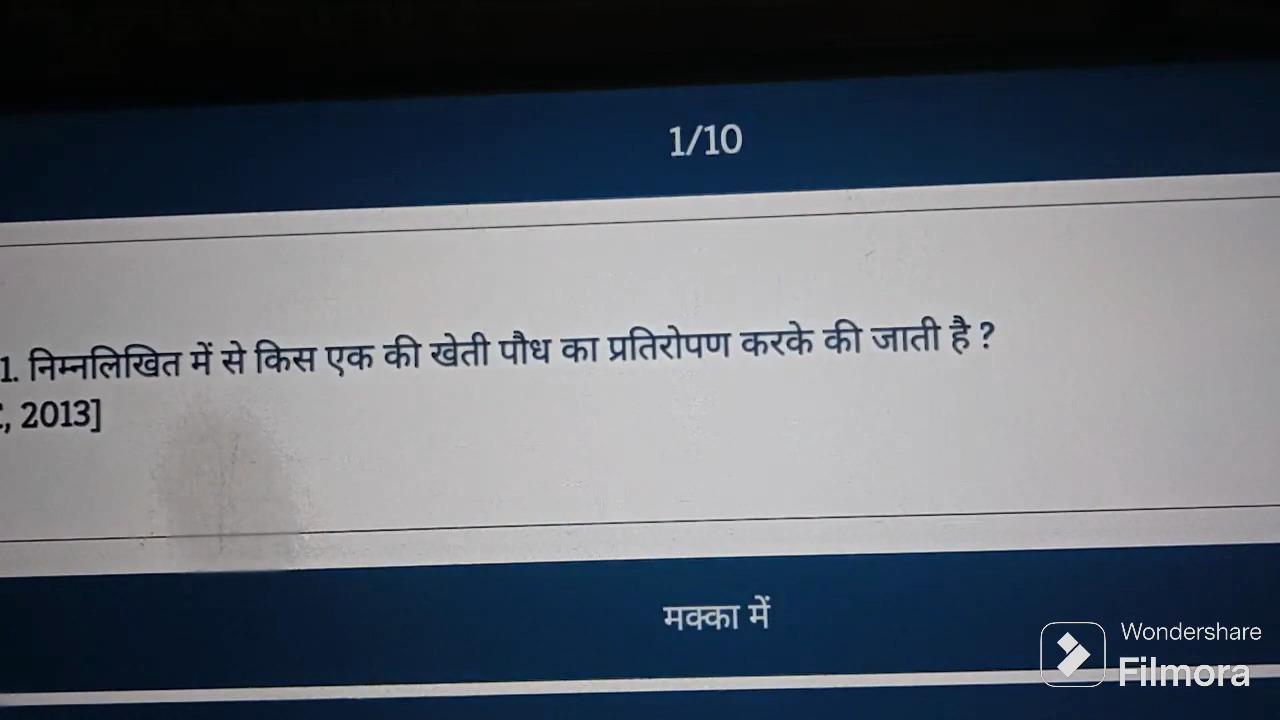 1/10
1. निम्नलिखित में से किस एक की खेती पौध का प्रतिरोपण करके की जाती है ?
, 2013]
मक्का में
Wondershare
Filmora